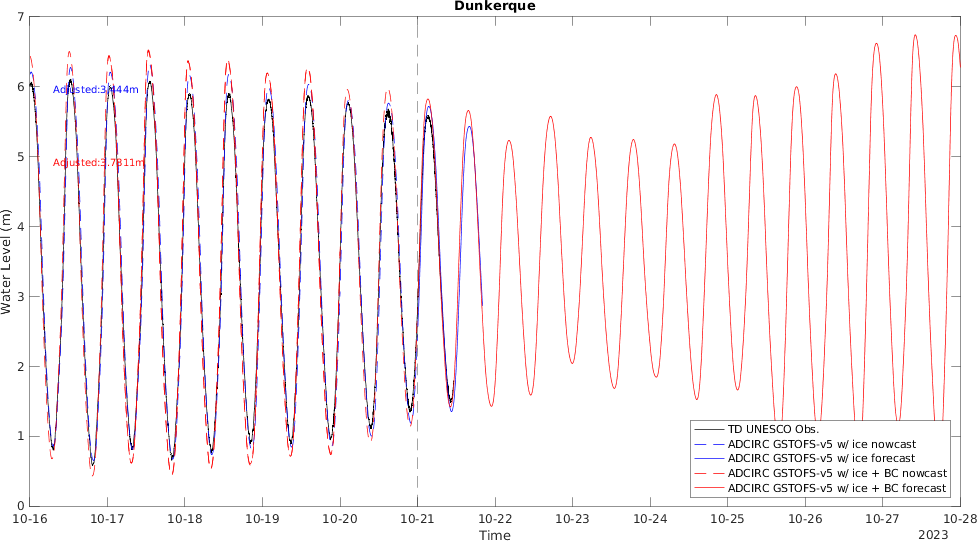 Dunkerque
7
6
5
4
3
2
1
0
Water Level (m)
Adjusted:3.444m
Adjusted:3.7311m
TD UNESCO Obs.
ADCIRC GSTOFS-v5 w/ ice nowcast
ADCIRC GSTOFS-v5 w/ ice forecast
ADCIRC GSTOFS-v5 w/ ice + BC nowcast
ADCIRC GSTOFS-v5 w/ ice + BC forecast
10-16 10-17 10-18 10-19 10-20 10-21 10-22 10-23 10-24 10-25 10-26 10-27 10-28
Time
2023